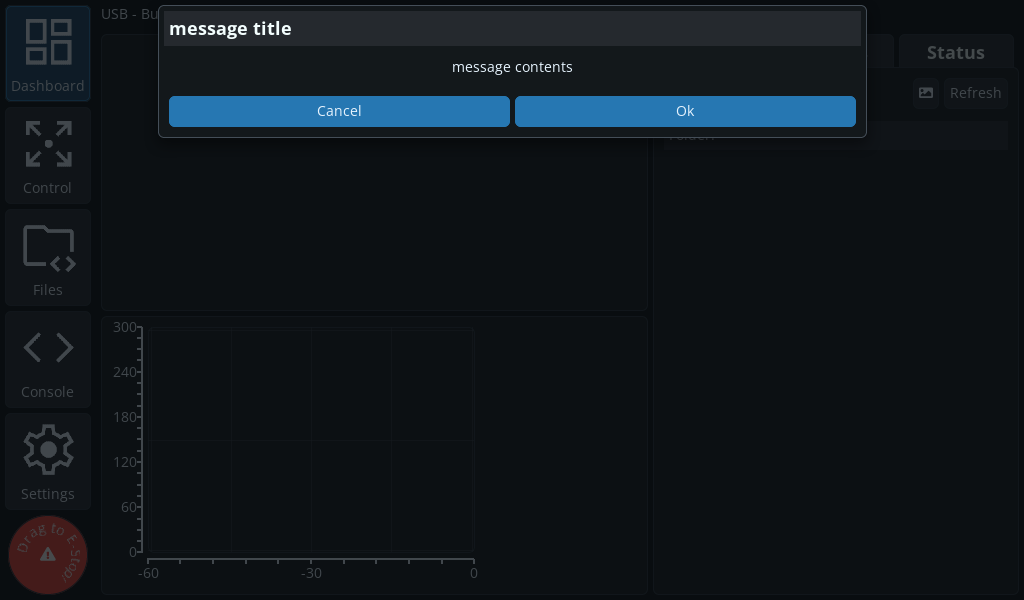 USB - Bu
message title
message contents
Cancel
Ok
Dashboard
Control
Files
Console
Settings
Drag to E-Stop!
Status
Refresh
300
240
180
120
60
0
-60
-30
0